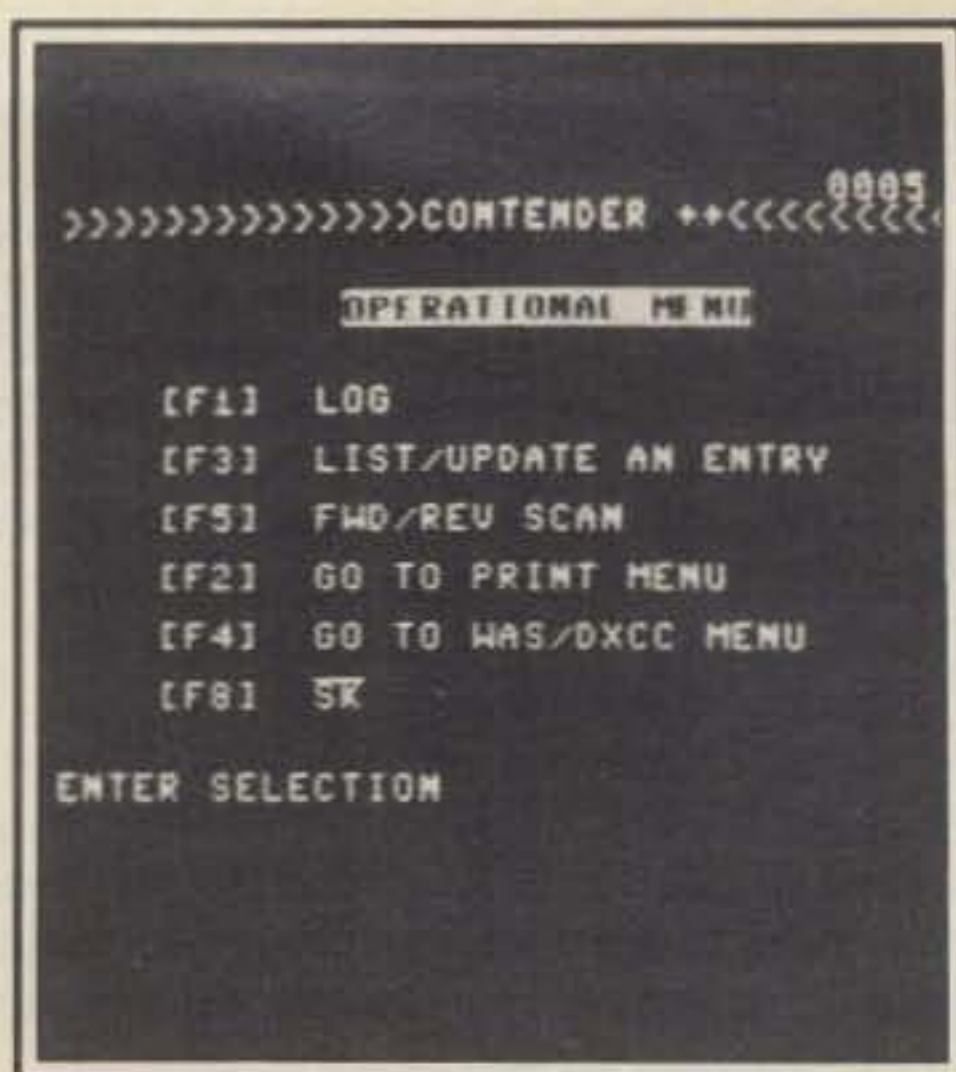 0005
>>>>>>>>>>>>>>>CONTENDER ++<<<<<<<<<
OPERATIONAL MENU
[F1] LOG
[F3] LIST/UPDATE AN ENTRY
[F5] FWD/REV SCAN
[F2] GO TO PRINT MENU
[F4] GO TO WAS/DXCC MENU
[F8] S̅K̅
ENTER SELECTION